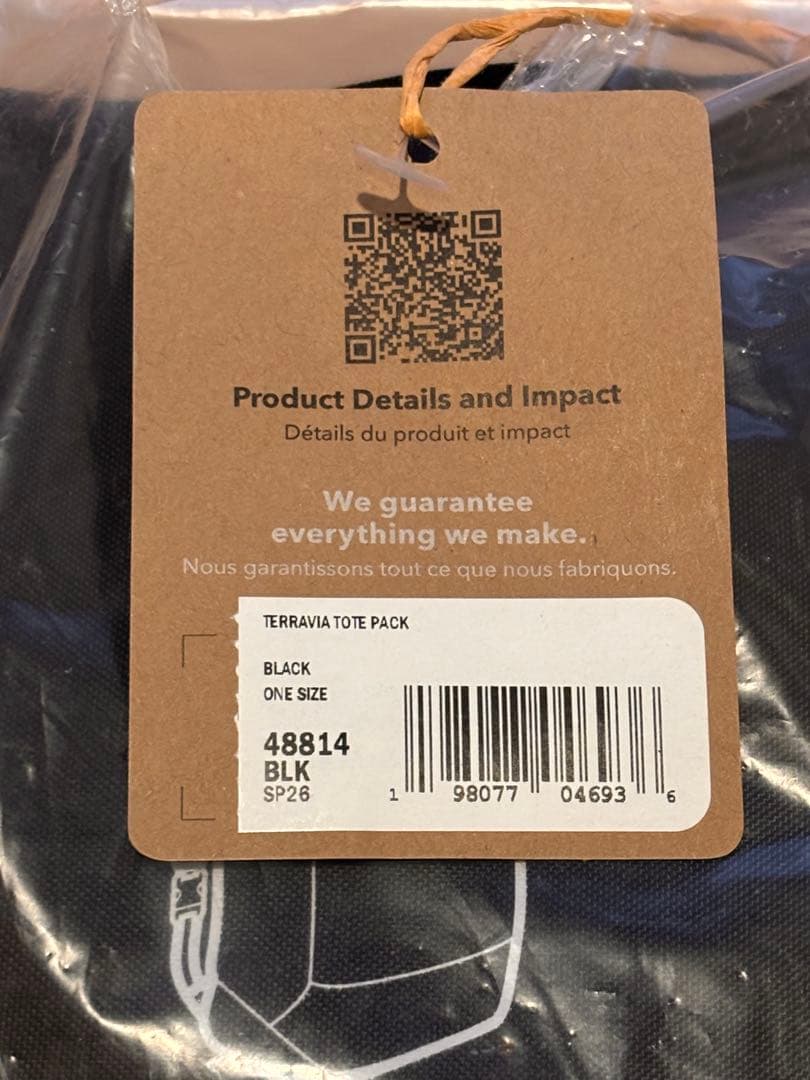 Product Details and Impact
Détails du produit et impact
We guarantee
everything we make.
Nous garantissons tout ce que nous fabriquons.
TERRAVIA TOTE PACK
BLACK
ONE SIZE
48814
BLK
SP26
1 98077 04693 6